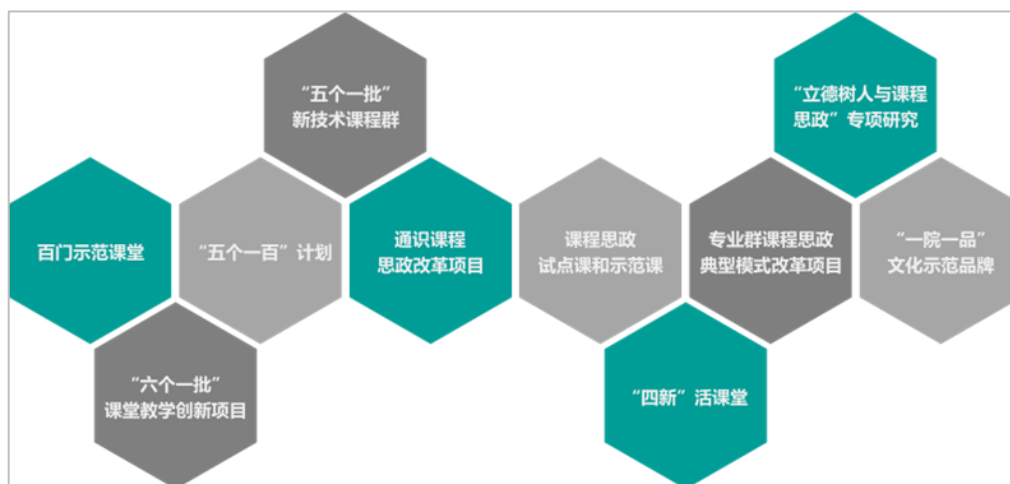 “五个一批”
新技术课程群
“立德树人与课程
思政”专项研究
百门示范课堂
“五个一百”计划
通识课程
思政改革项目
课程思政
试点课和示范课
专业群课程思政
典型模式改革项目
“一院一品”
文化示范品牌
“六个一批”
课堂教学创新项目
“四新”活课堂